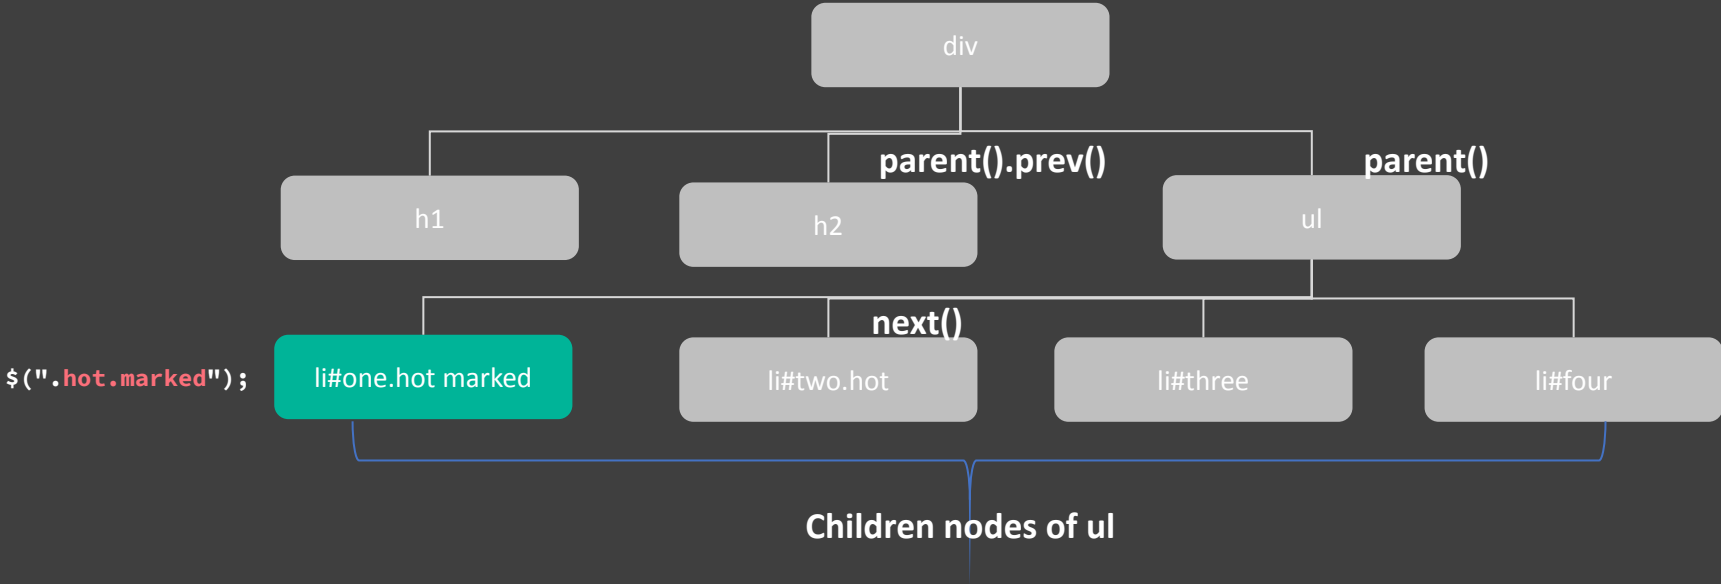 div
parent().prev()
parent()
h1
h2
ul
next()
$(".hot.marked");
li#one.hot marked
li#two.hot
li#three
li#four
Children nodes of ul